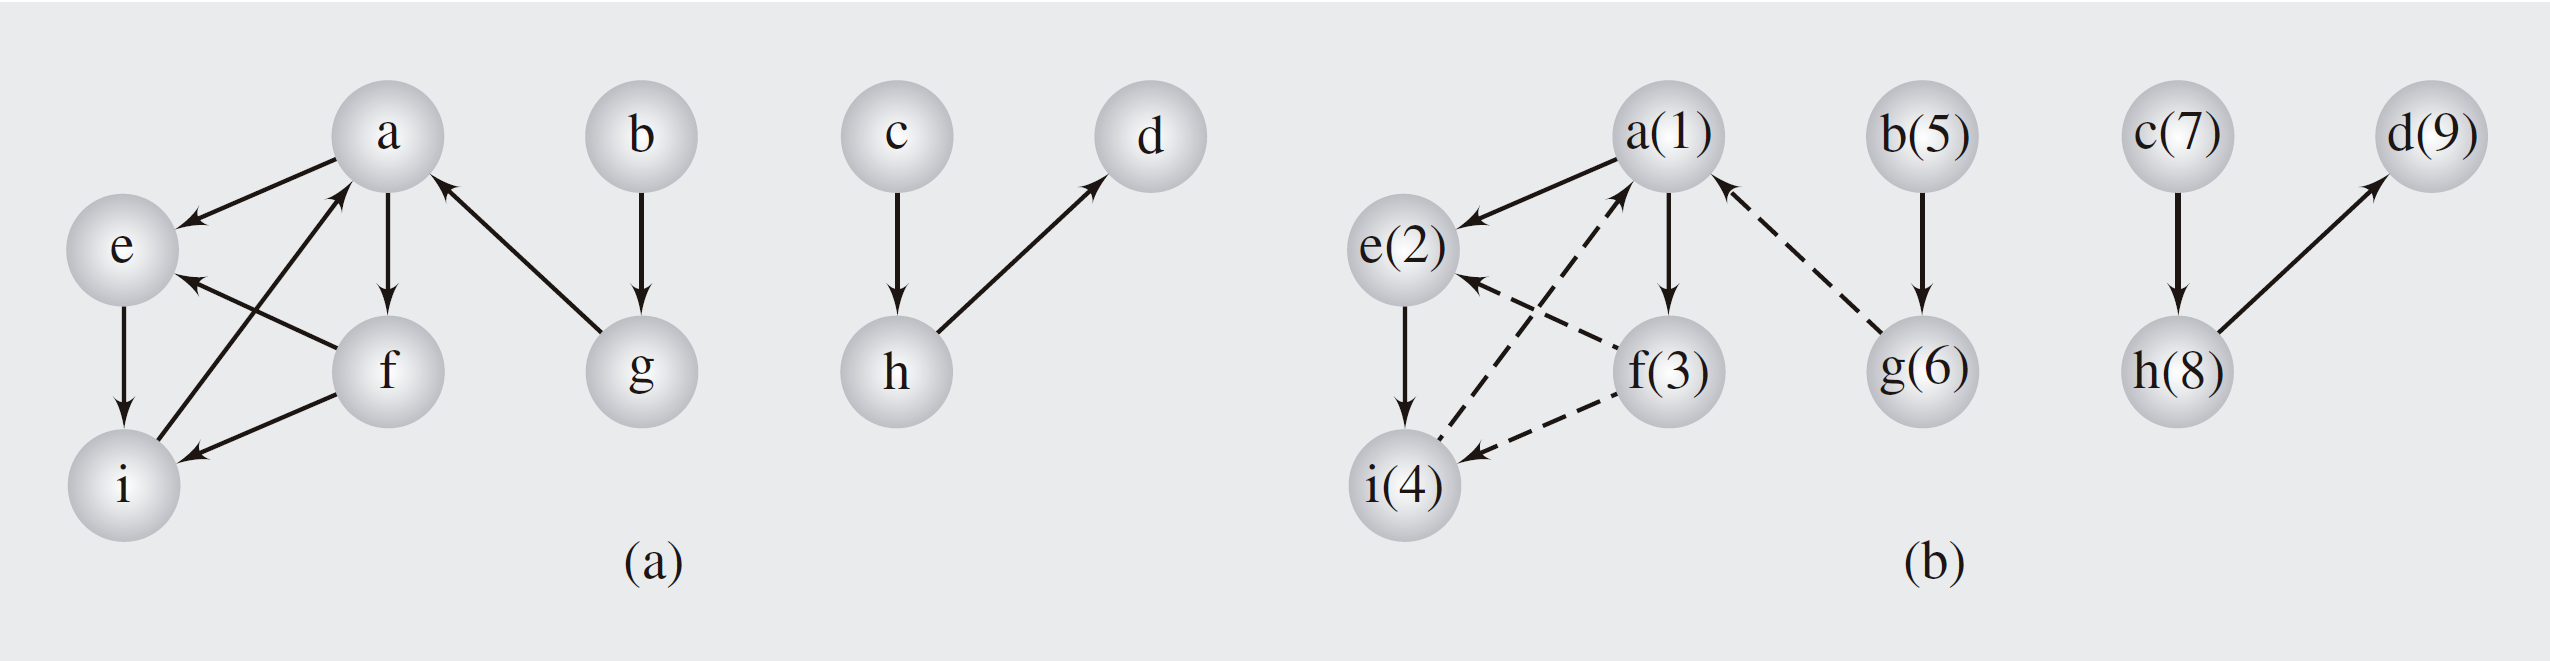 a b c d
e
f g h
i
(a)
a(1) b(5) c(7) d(9)
e(2)
f(3) g(6) h(8)
i(4)
(b)